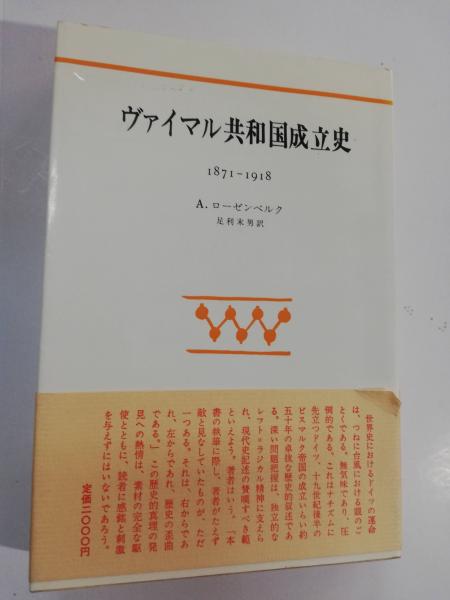 ヴァイマル共和国成立史
1871-1918
A. ローゼンベルク
足利末男訳
世界史におけるドイツの運命
は、つねに台風における眼のご
とくである。無気味であり、圧
倒的である。これはナチズムに
先立つドイツ、十九世紀後半の
ビスマルク帝国の成立いらい約
五十年の卓抜な歴史的叙述であ
る。深い問題把握は、独立的な
レフト=ラジカル精神に支えら
れ、現代史記述の賛嘆すべき範
といえよう。著者はいう、「本
書の執筆に際し、著者がたえず
敵と見なしていたものが、ただ
一つある。それは、右からであ
れ、左からであれ、歴史の歪曲
である。」この歴史的真理の発
見への熱情は、素材の完全な駆
使とともに、読者に感銘と刺激
を与えずにはいないであろう。
定価二〇〇〇円